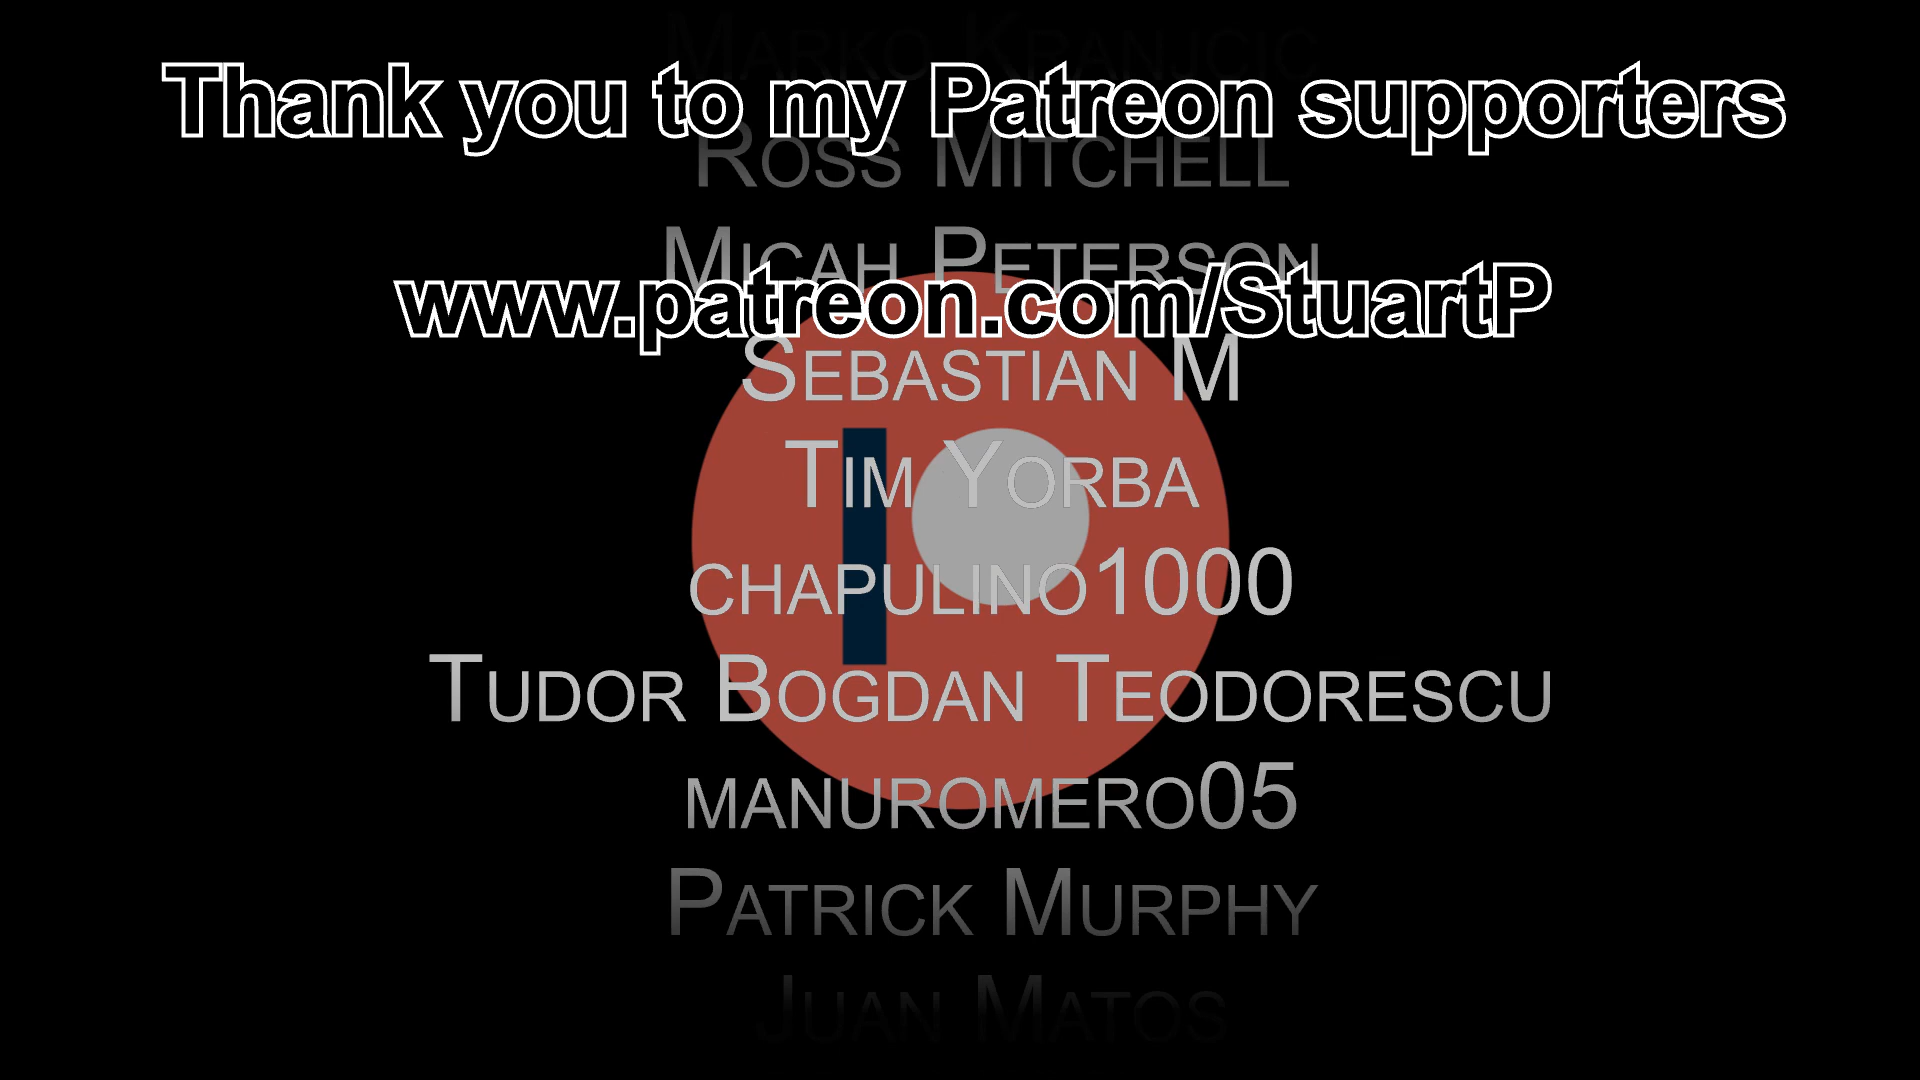 Marko Kranjcic
Thank you to my Patreon supporters
Ross Mitchell
Micah Peterson
www.patreon.com/StuartP
Sebastian M
Tim Yorba
chapulino1000
Tudor Bogdan Teodorescu
manuromero05
Patrick Murphy
Juan Matos